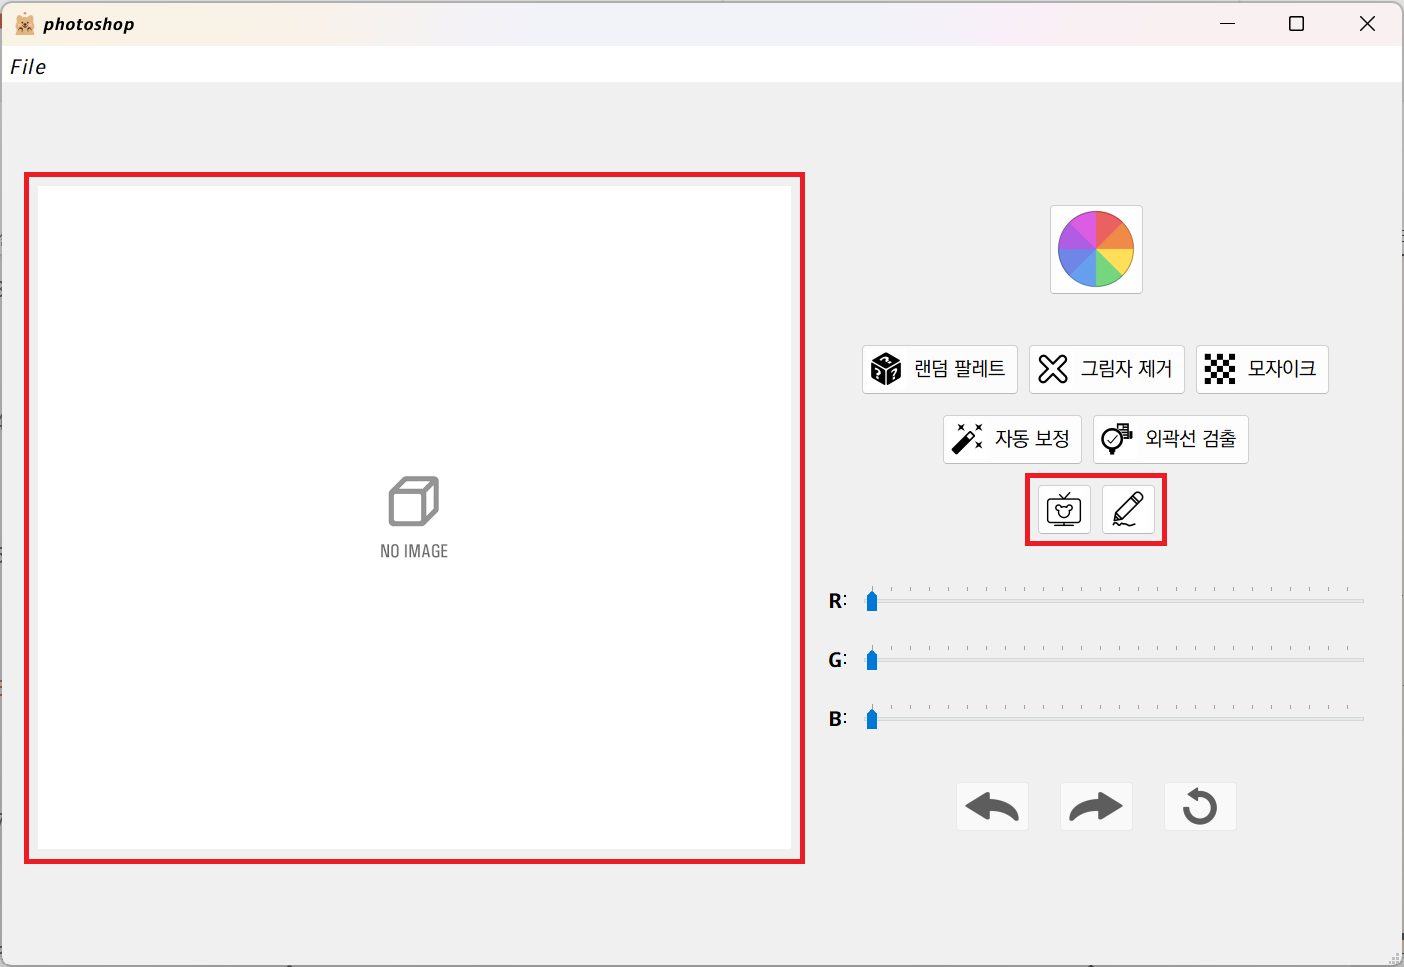 photoshop
File
NO IMAGE
랜덤 팔레트
그림자 제거
모자이크
자동 보정
외곽선 검출
R:
G:
B: